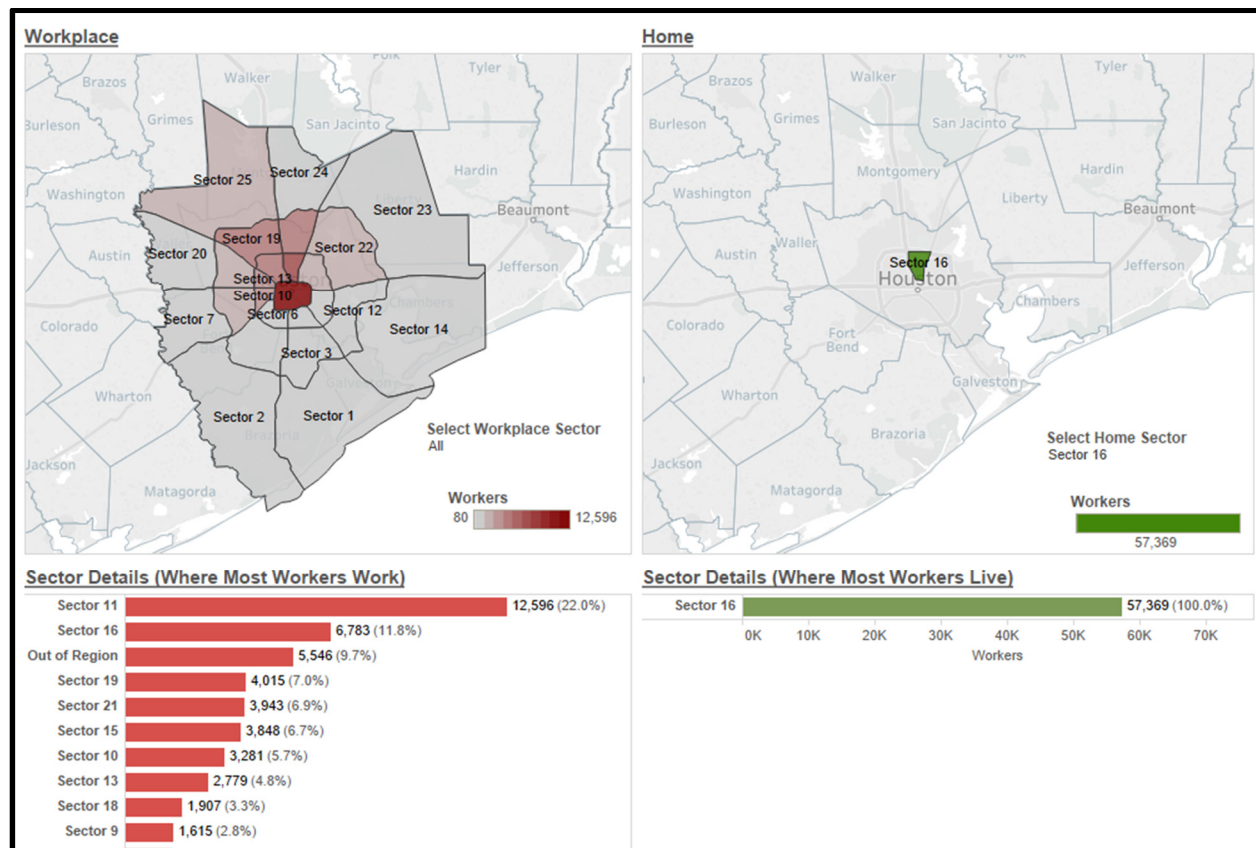 Workplace
Home
Folk
Tyler
Walker
Brazos
Grimes
San Jacinto
Burleson
Hardin
Sector 24
Sector 25
Washington
Liberty
Sector 23
Beaumont
Austin
Waller
Sector 20
Sector 19
Sector 22
Jefferson
Sector 13
Sector 10
Chambers
Colorado
Sector 7
Sector 6
Sector 12
Sector 14
Fort
Bend
Sector 3
Galveston
Wharton
Sector 2
Sector 1
Brazoria
Jackson
Matagorda
Select Workplace Sector
All
Workers
80
12,596
Polk
Tyler
Walker
Brazos
Grimes
San Jacinto
Burleson
Hardin
Montgomery
Washington
Liberty
Beaumont
Austin
Waller
Sector 16
Houston
Jefferson
Chambers
Colorado
Fort
Bend
Galveston
Wharton
Brazoria
Jackson
Matagorda
Select Home Sector
Sector 16
Workers
57,369
Sector Details (Where Most Workers Work)
Sector 11 12,596 (22.0%)
Sector 16 6,783 (11.8%)
Out of Region 5,546 (9.7%)
Sector 19 4,015 (7.0%)
Sector 21 3,943 (6.9%)
Sector 15 3,848 (6.7%)
Sector 10 3,281 (5.7%)
Sector 13 2,779 (4.8%)
Sector 18 1,907 (3.3%)
Sector 9 1,615 (2.8%)
Sector Details (Where Most Workers Live)
Sector 16 57,369 (100.0%)
0K 10K 20K 30K 40K 50K 60K 70K
Workers